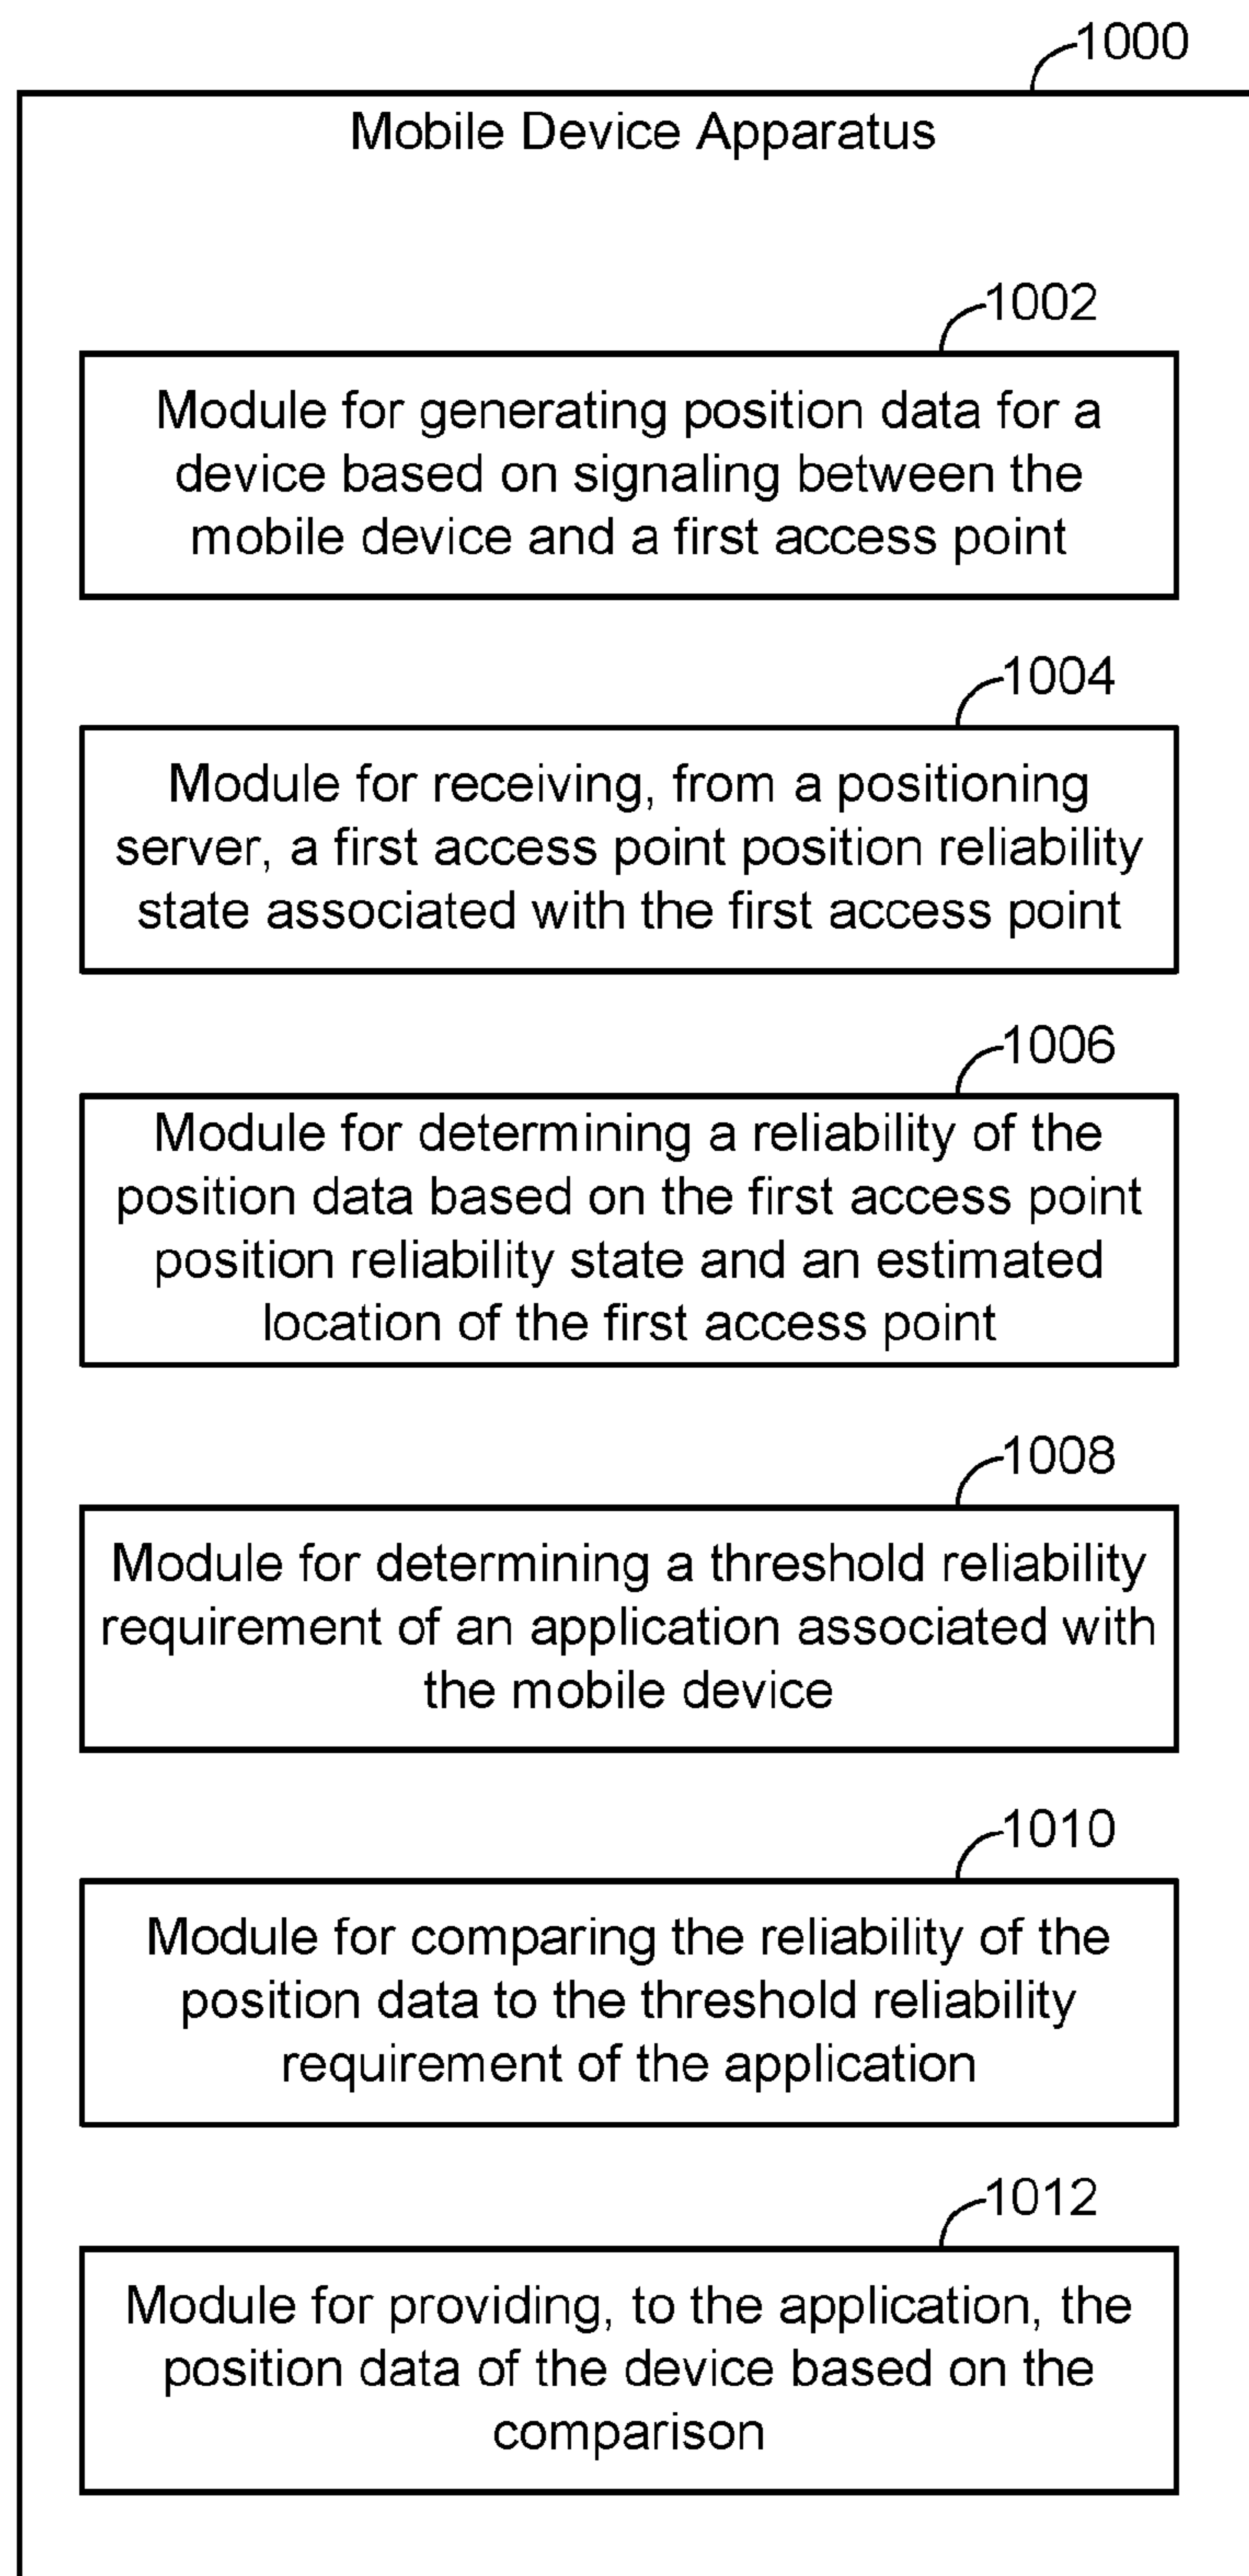 1000
Mobile Device Apparatus
1002
Module for generating position data for a
device based on signaling between the
mobile device and a first access point
1004
Module for receiving, from a positioning
server, a first access point position reliability
state associated with the first access point
1006
Module for determining a reliability of the
position data based on the first access point
position reliability state and an estimated
location of the first access point
1008
Module for determining a threshold reliability
requirement of an application associated with
the mobile device
1010
Module for comparing the reliability of the
position data to the threshold reliability
requirement of the application
1012
Module for providing, to the application, the
position data of the device based on the
comparison